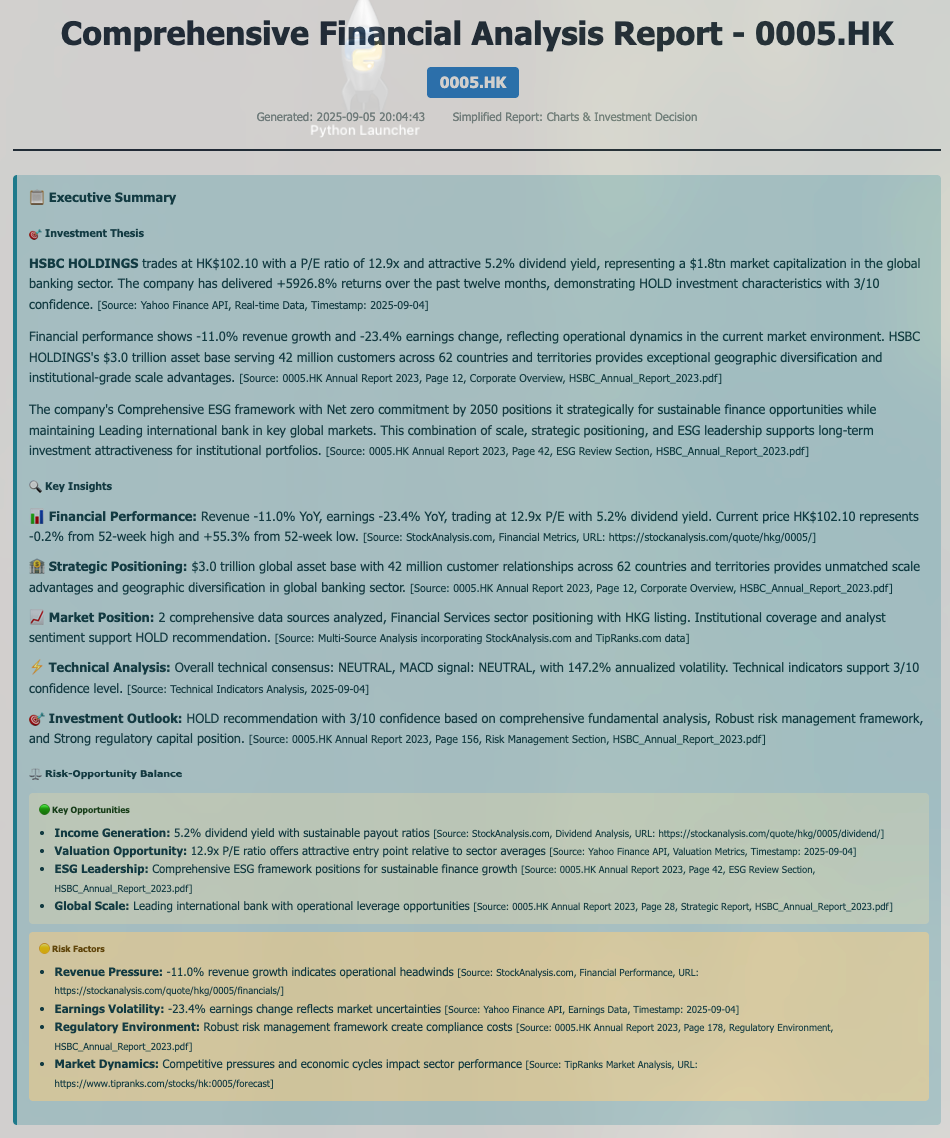 Comprehensive Financial Analysis Report - 0005.HK
0005.HK
Generated: 2025-09-05 20:04:43 Simplified Report: Charts & Investment Decision
Python Launcher
Executive Summary
Investment Thesis
HSBC HOLDINGS trades at HK$102.10 with a P/E ratio of 12.9x and attractive 5.2% dividend yield, representing a $1.8tn market capitalization in the global
banking sector. The company has delivered +5926.8% returns over the past twelve months, demonstrating HOLD investment characteristics with 3/10
confidence. [Source: Yahoo Finance API, Real-time Data, Timestamp: 2025-09-04]
Financial performance shows -11.0% revenue growth and -23.4% earnings change, reflecting operational dynamics in the current market environment. HSBC
HOLDINGS's $3.0 trillion asset base serving 42 million customers across 62 countries and territories provides exceptional geographic diversification and
institutional-grade scale advantages. [Source: 0005.HK Annual Report 2023, Page 12, Corporate Overview, HSBC_Annual_Report_2023.pdf]
The company's Comprehensive ESG framework with Net zero commitment by 2050 positions it strategically for sustainable finance opportunities while
maintaining Leading international bank in key global markets. This combination of scale, strategic positioning, and ESG leadership supports long-term
investment attractiveness for institutional portfolios. [Source: 0005.HK Annual Report 2023, Page 42, ESG Review Section, HSBC_Annual_Report_2023.pdf]
Key Insights
Financial Performance: Revenue -11.0% YoY, earnings -23.4% YoY, trading at 12.9x P/E with 5.2% dividend yield. Current price HK$102.10 represents
-0.2% from 52-week high and +55.3% from 52-week low. [Source: StockAnalysis.com, Financial Metrics, URL: https://stockanalysis.com/quote/hkg/0005/]
Strategic Positioning: $3.0 trillion global asset base with 42 million customer relationships across 62 countries and territories provides unmatched scale
advantages and geographic diversification in global banking sector. [Source: 0005.HK Annual Report 2023, Page 12, Corporate Overview, HSBC_Annual_Report_2023.pdf]
Market Position: 2 comprehensive data sources analyzed, Financial Services sector positioning with HKG listing. Institutional coverage and analyst
sentiment support HOLD recommendation. [Source: Multi-Source Analysis incorporating StockAnalysis.com and TipRanks.com data]
Technical Analysis: Overall technical consensus: NEUTRAL, MACD signal: NEUTRAL, with 147.2% annualized volatility. Technical indicators support 3/10
confidence level. [Source: Technical Indicators Analysis, 2025-09-04]
Investment Outlook: HOLD recommendation with 3/10 confidence based on comprehensive fundamental analysis, Robust risk management framework,
and Strong regulatory capital position. [Source: 0005.HK Annual Report 2023, Page 156, Risk Management Section, HSBC_Annual_Report_2023.pdf]
Risk-Opportunity Balance
Key Opportunities
• Income Generation: 5.2% dividend yield with sustainable payout ratios [Source: StockAnalysis.com, Dividend Analysis, URL: https://stockanalysis.com/quote/hkg/0005/dividend/]
• Valuation Opportunity: 12.9x P/E ratio offers attractive entry point relative to sector averages [Source: Yahoo Finance API, Valuation Metrics, Timestamp: 2025-09-04]
• ESG Leadership: Comprehensive ESG framework positions for sustainable finance growth [Source: 0005.HK Annual Report 2023, Page 42, ESG Review Section,
HSBC_Annual_Report_2023.pdf]
• Global Scale: Leading international bank with operational leverage opportunities [Source: 0005.HK Annual Report 2023, Page 28, Strategic Report, HSBC_Annual_Report_2023.pdf]
Risk Factors
• Revenue Pressure: -11.0% revenue growth indicates operational headwinds [Source: StockAnalysis.com, Financial Performance, URL:
https://stockanalysis.com/quote/hkg/0005/financials/]
• Earnings Volatility: -23.4% earnings change reflects market uncertainties [Source: Yahoo Finance API, Earnings Data, Timestamp: 2025-09-04]
• Regulatory Environment: Robust risk management framework create compliance costs [Source: 0005.HK Annual Report 2023, Page 178, Regulatory Environment,
HSBC_Annual_Report_2023.pdf]
• Market Dynamics: Competitive pressures and economic cycles impact sector performance [Source: TipRanks Market Analysis, URL:
https://www.tipranks.com/stocks/hk:0005/forecast]